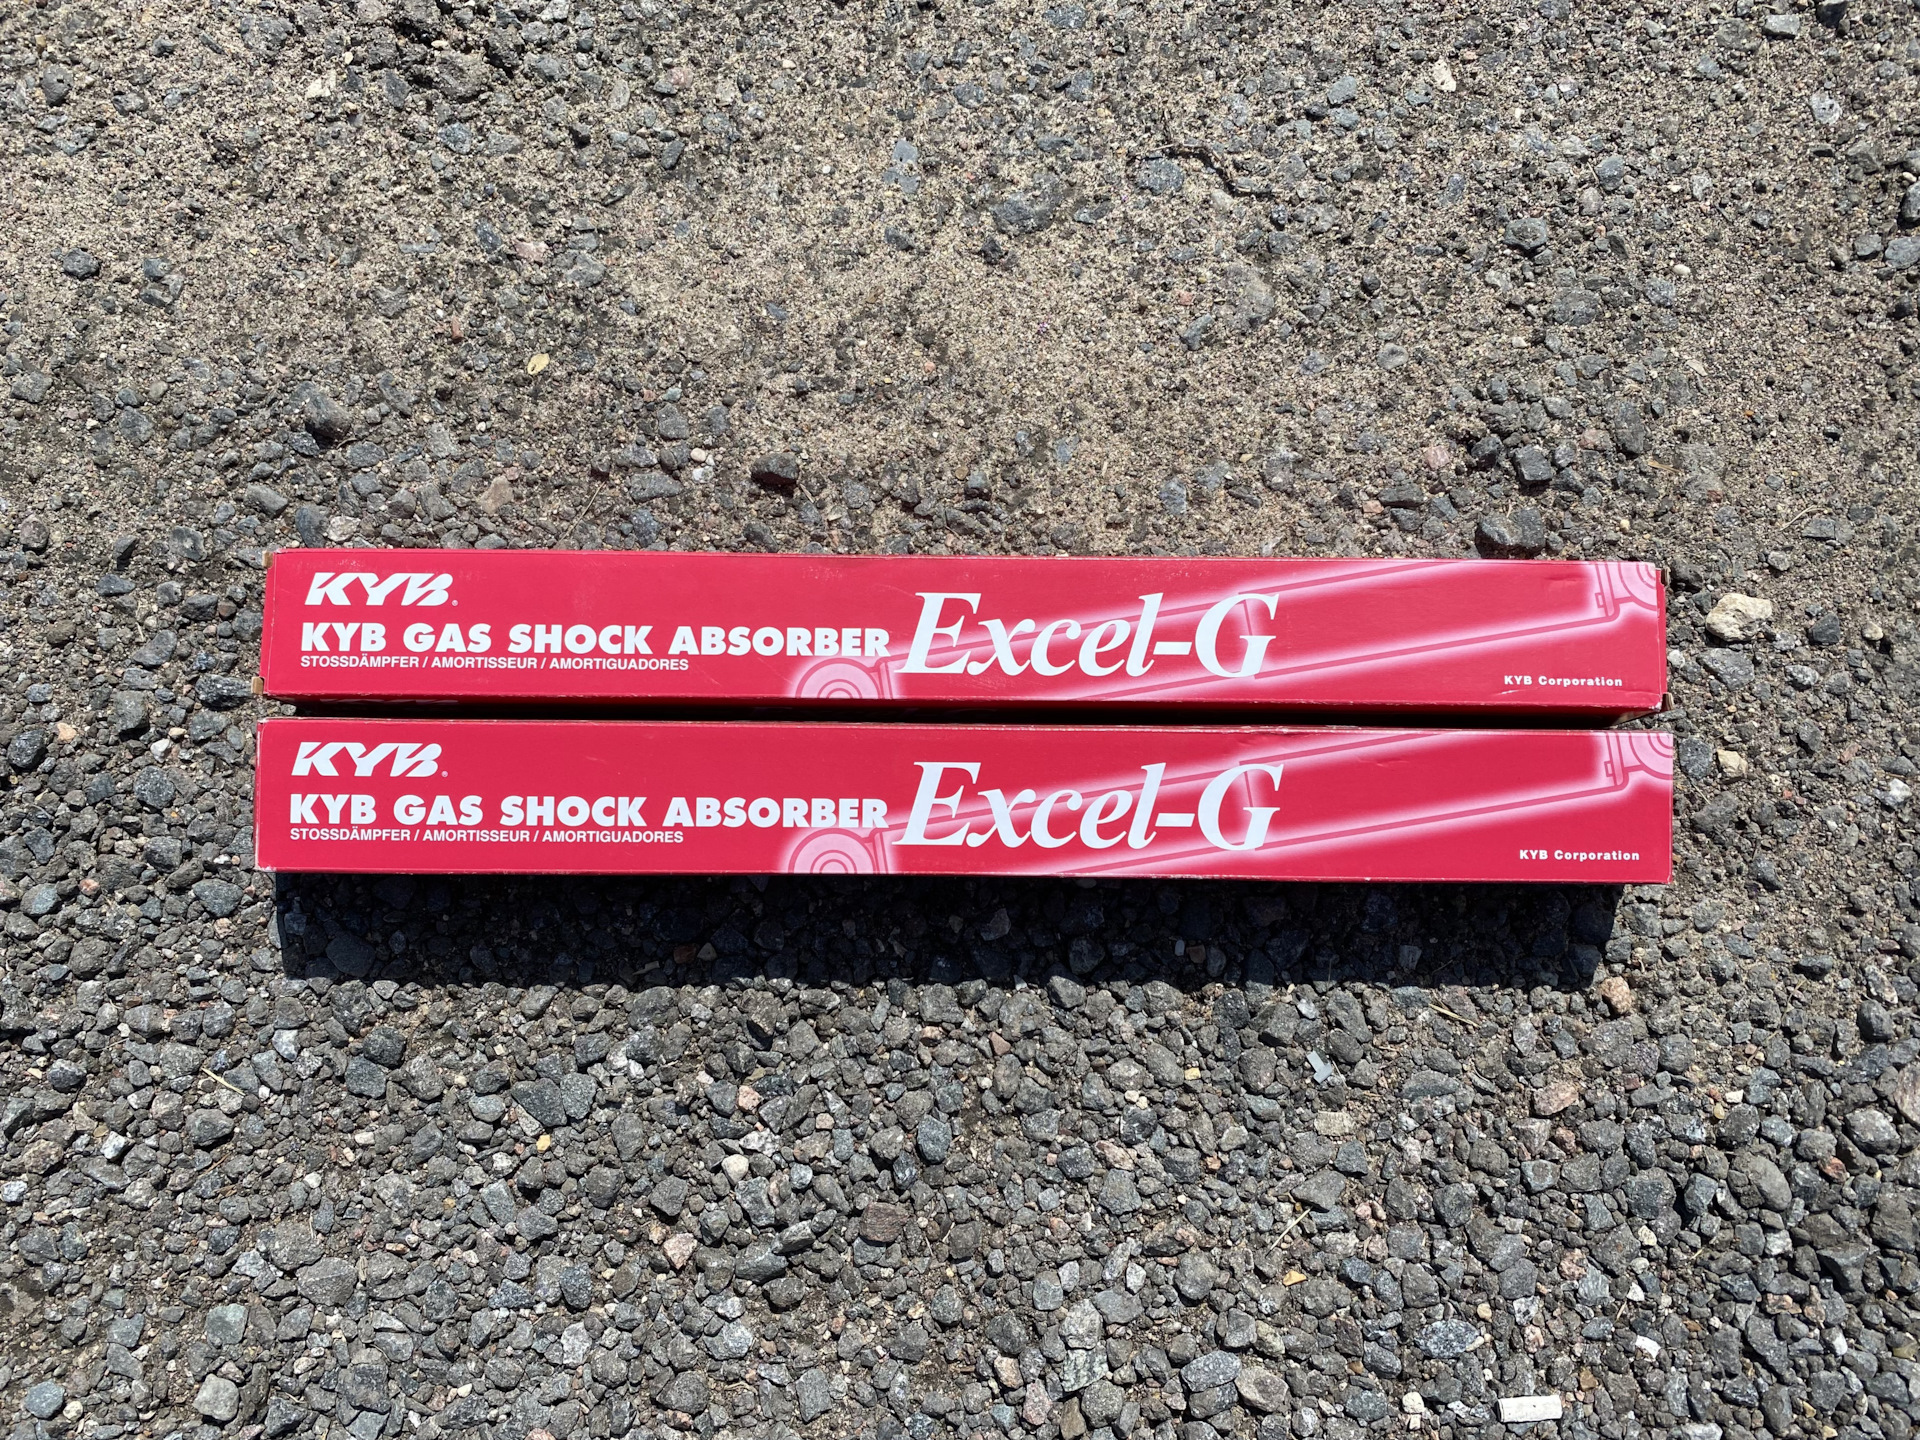 KYB®
KYB GAS SHOCK ABSORBER
STOSSDÄMPFER / AMORTISSEUR / AMORTIGUADORES
Excel-G
KYB Corporation
KYB®
KYB GAS SHOCK ABSORBER
STOSSDÄMPFER / AMORTISSEUR / AMORTIGUADORES
Excel-G
KYB Corporation